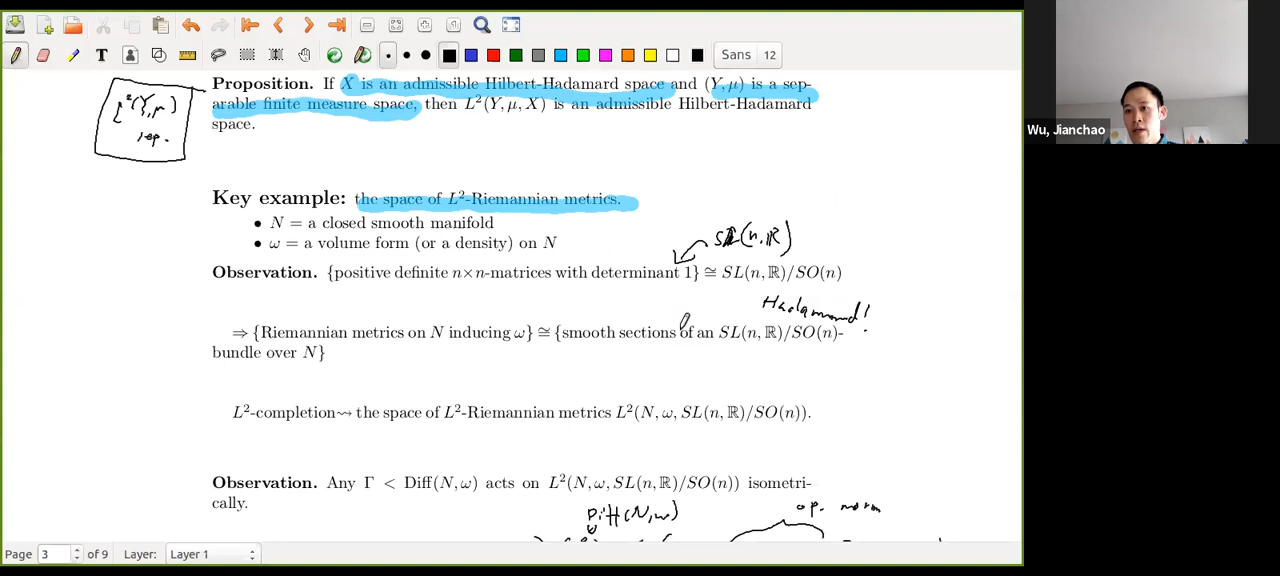 Sans 12
Wu, Jianchao
Proposition. If X is an admissible Hilbert-Hadamard space and (Y, μ) is a sep-
arable finite measure space, then L²(Y, μ, X) is an admissible Hilbert-Hadamard
space.
L²(Y, μ)
sep.
Key example: the space of L²-Riemannian metrics.
• N = a closed smooth manifold
• ω = a volume form (or a density) on N
SL(n, ℝ)
Observation. {positive definite n×n-matrices with determinant 1} ≅ SL(n, ℝ)/SO(n)
Hadamard!
⇒ {Riemannian metrics on N inducing ω} ≅ {smooth sections of an SL(n, ℝ)/SO(n)-
bundle over N}
L²-completion⇝ the space of L²-Riemannian metrics L²(N, ω, SL(n, ℝ)/SO(n)).
Observation. Any Γ < Diff(N, ω) acts on L²(N, ω, SL(n, ℝ)/SO(n)) isometri-
cally.
Diff(N, ω)
op. norm
Page 3 of 9 Layer: Layer 1